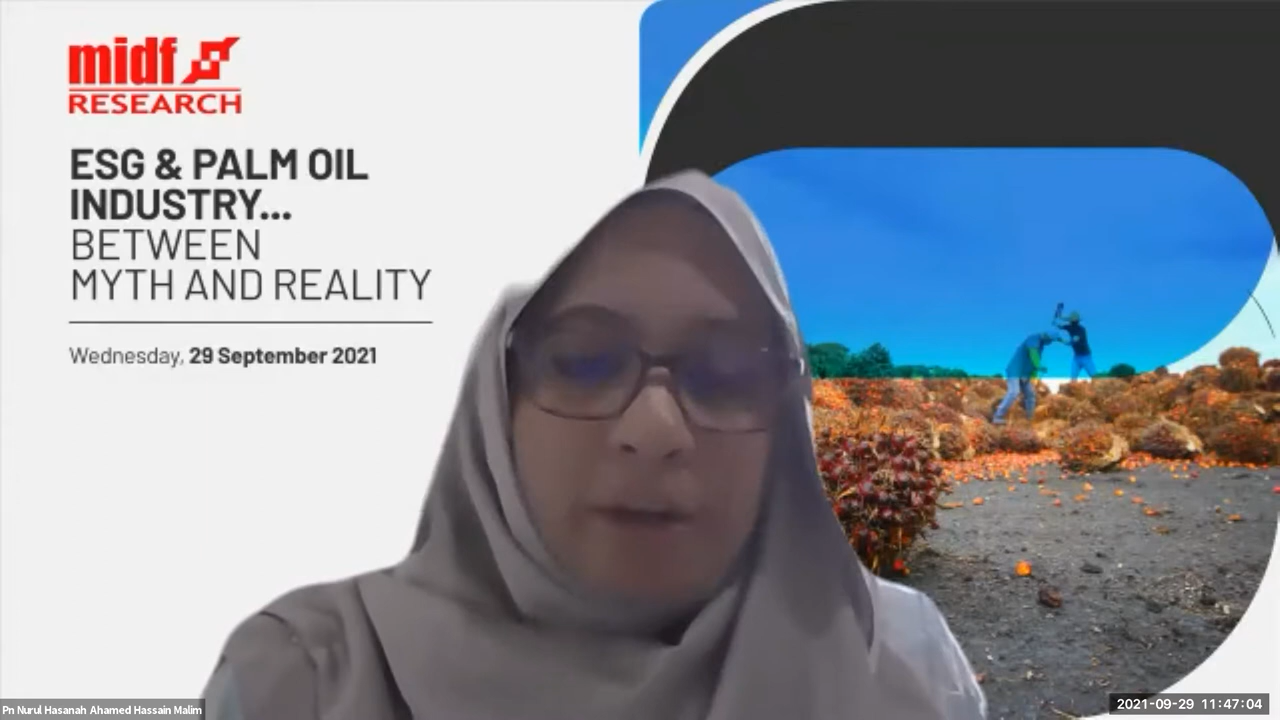 midf
RESEARCH
ESG & PALM OIL
INDUSTRY...
BETWEEN
MYTH AND REALITY
Wednesday, 29 September 2021
Pn Nurul Hasanah Ahamed Hassain Malim
2021-09-29 11:47:04